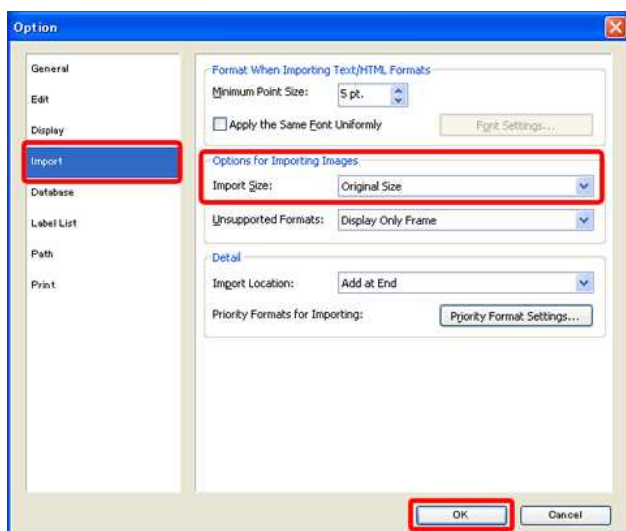 Option
General
Edit
Display
Import
Database
Label List
Path
Print
Format When Importing Text/HTML Formats
Minimum Point Size: 5 pt.
Apply the Same Font Uniformly Font Settings...
Options for Importing Images
Import Size: Original Size
Unsupported Formats: Display Only Frame
Detail
Import Location: Add at End
Priority Formats for Importing: Priority Format Settings...
OK Cancel